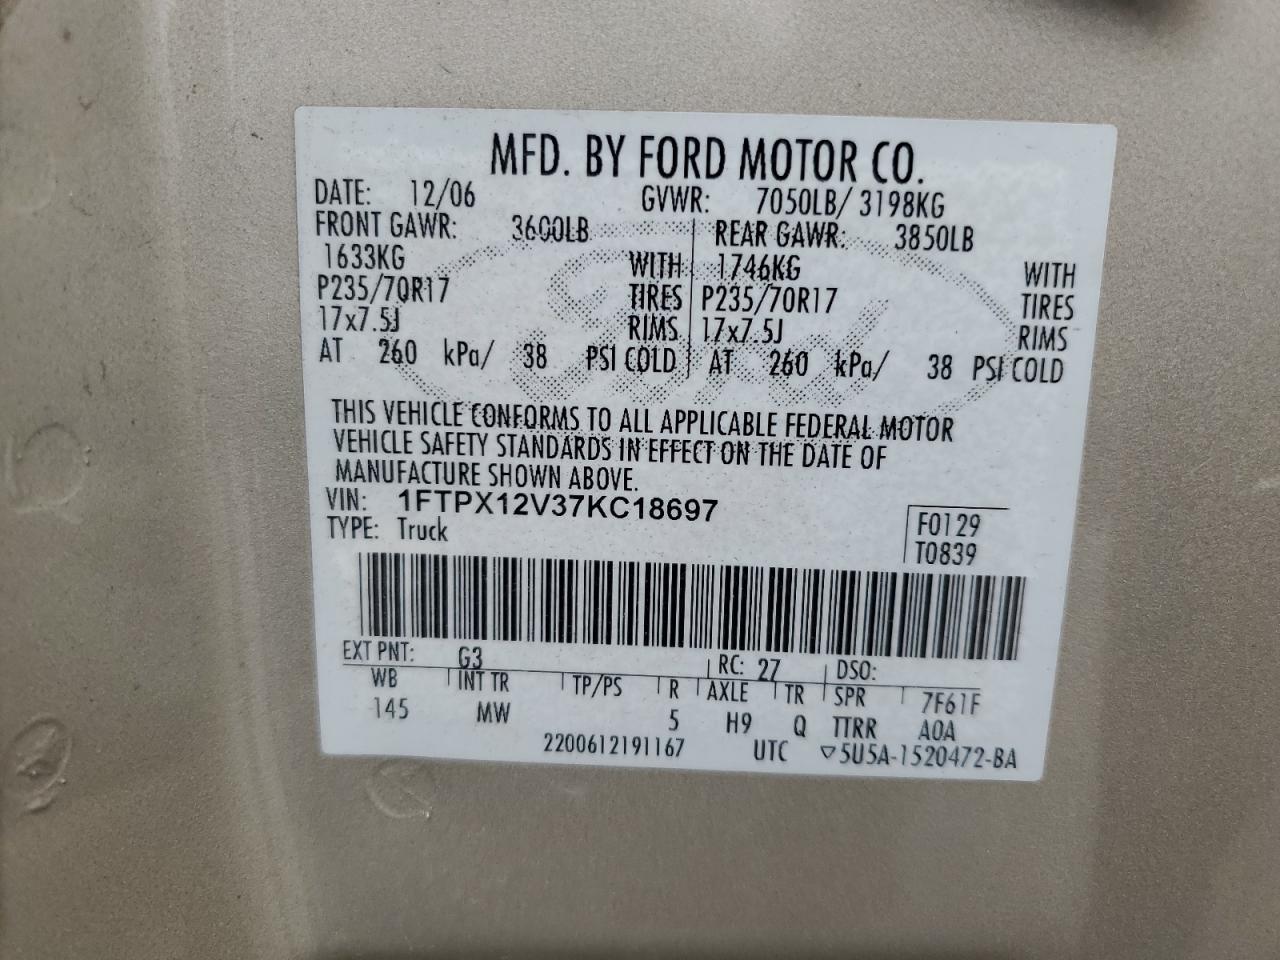 MFD. BY FORD MOTOR CO.
DATE: 12/06 GVWR: 7050LB/ 3198KG
FRONT GAWR: 3600LB REAR GAWR: 3850LB
1633KG WITH 1746KG WITH
P235/70R17 TIRES P235/70R17 TIRES
17x7.5J RIMS 17x7.5J RIMS
AT 260 kPa/ 38 PSI COLD AT 260 kPa/ 38 PSI COLD
Ford
THIS VEHICLE CONFORMS TO ALL APPLICABLE FEDERAL MOTOR
VEHICLE SAFETY STANDARDS IN EFFECT ON THE DATE OF
MANUFACTURE SHOWN ABOVE.
VIN: 1FTPX12V37KC18697
TYPE: Truck
F0129
T0839
EXT PNT: G3 RC: 27 DSO:
WB INT TR TP/PS R AXLE TR SPR 7F61F
145 MW 5 H9 Q TTRR A0A
2200612191167 UTC ▽5U5A-1520472-BA